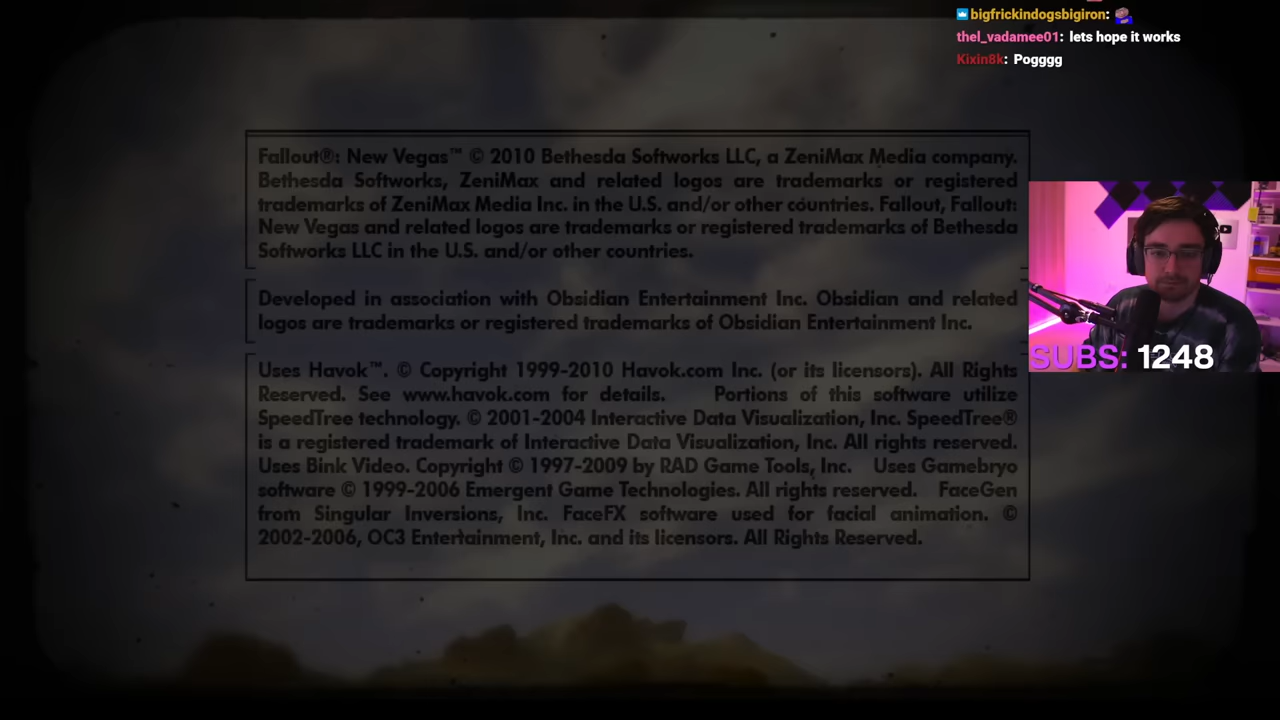 bigfrickindogsbigiron:
thel_vadamee01: lets hope it works
Kixin8k: Pogggg
Fallout®: New Vegas™ © 2010 Bethesda Softworks LLC, a ZeniMax Media company.
Bethesda Softworks, ZeniMax and related logos are trademarks or registered
trademarks of ZeniMax Media Inc. in the U.S. and/or other countries. Fallout, Fallout:
New Vegas and related logos are trademarks or registered trademarks of Bethesda
Softworks LLC in the U.S. and/or other countries.
Developed in association with Obsidian Entertainment Inc. Obsidian and related
logos are trademarks or registered trademarks of Obsidian Entertainment Inc.
Uses Havok™. © Copyright 1999-2010 Havok.com Inc. (or its licensors). All Rights
Reserved. See www.havok.com for details. Portions of this software utilize
SpeedTree technology. © 2001-2004 Interactive Data Visualization, Inc. SpeedTree®
is a registered trademark of Interactive Data Visualization, Inc. All rights reserved.
Uses Bink Video. Copyright © 1997-2009 by RAD Game Tools, Inc. Uses Gamebryo
software © 1999-2006 Emergent Game Technologies. All rights reserved. FaceGen
from Singular Inversions, Inc. FaceFX software used for facial animation. ©
2002-2006, OC3 Entertainment, Inc. and its licensors. All Rights Reserved.
SUBS: 1248